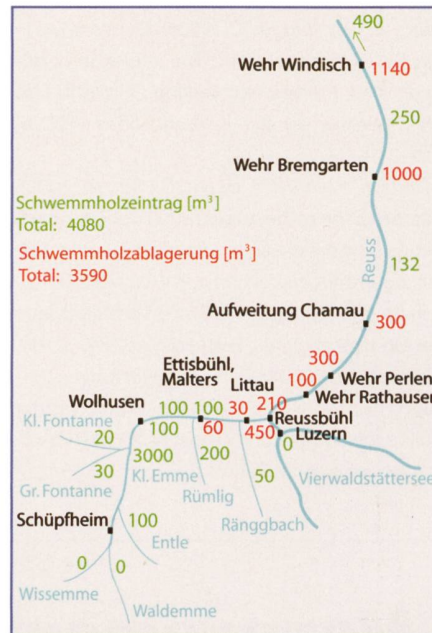 490
Wehr Windisch
1140
250
Wehr Bremgarten
1000
Schwemmholzeintrag [m³]
Total: 4080
Schwemmholzablagerung [m³]
Total: 3590
Reuss
132
Aufweitung Chamau
300
300
Wehr Perlen
100
Wehr Rathausen
Ettisbühl,
Malters
Littau
210
Wolhusen
100 100
30
Reussbühl
Kl. Fontanne
100
60
450
Luzern
20
0
3000
200
Kl. Emme
30
50
Vierwaldstättersee
Gr. Fontanne
Rümlig
Ränggbach
Schüpfheim
100
Entle
0
0
Wissemme
Waldemme